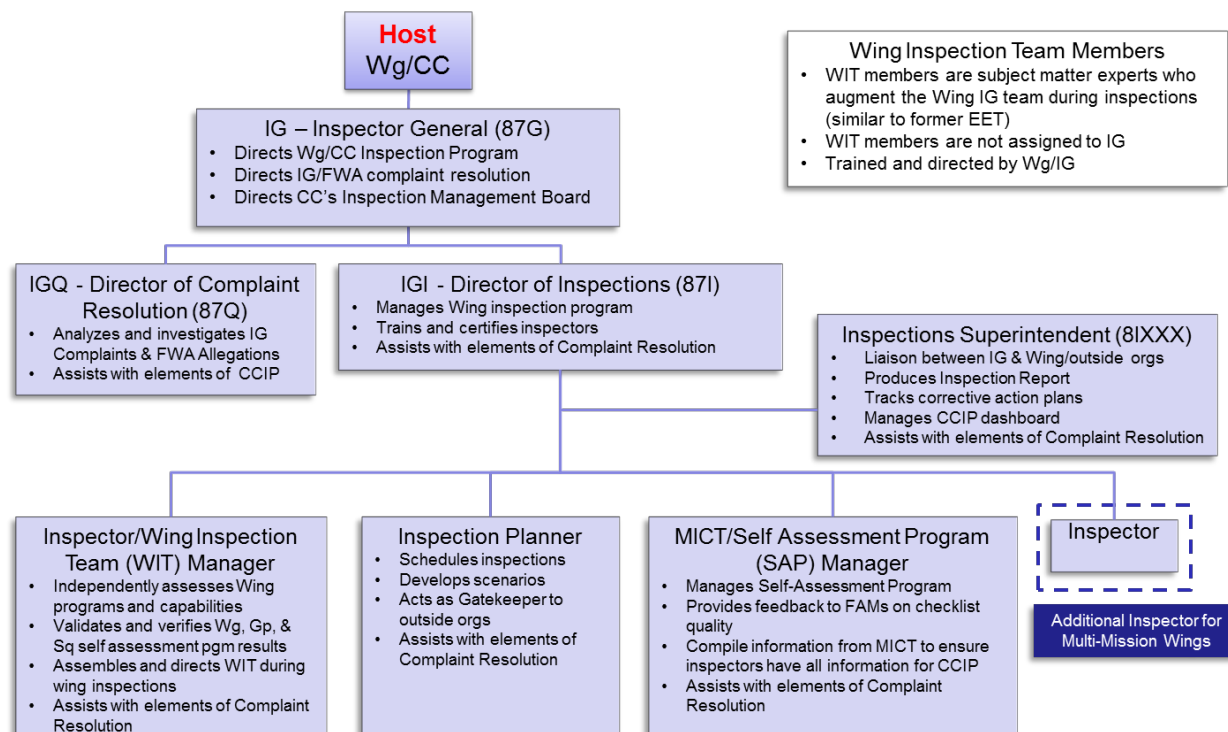 Host
Wg/CC
Wing Inspection Team Members
• WIT members are subject matter experts who
augment the Wing IG team during inspections
(similar to former EET)
• WIT members are not assigned to IG
• Trained and directed by Wg/IG
IG – Inspector General (87G)
• Directs Wg/CC Inspection Program
• Directs IG/FWA complaint resolution
• Directs CC's Inspection Management Board
IGQ - Director of Complaint
Resolution (87Q)
• Analyzes and investigates IG
Complaints & FWA Allegations
• Assists with elements of CCIP
IGI - Director of Inspections (87I)
• Manages Wing inspection program
• Trains and certifies inspectors
• Assists with elements of Complaint Resolution
Inspections Superintendent (8IXXX)
• Liaison between IG & Wing/outside orgs
• Produces Inspection Report
• Tracks corrective action plans
• Manages CCIP dashboard
• Assists with elements of Complaint Resolution
Inspector/Wing Inspection
Team (WIT) Manager
• Independently assesses Wing
programs and capabilities
• Validates and verifies Wg, Gp, &
Sq self assessment pgm results
• Assembles and directs WIT during
wing inspections
• Assists with elements of Complaint
Resolution
Inspection Planner
• Schedules inspections
• Develops scenarios
• Acts as Gatekeeper to
outside orgs
• Assists with elements of
Complaint Resolution
MICT/Self Assessment Program
(SAP) Manager
• Manages Self-Assessment Program
• Provides feedback to FAMs on checklist
quality
• Compile information from MICT to ensure
inspectors have all information for CCIP
• Assists with elements of Complaint
Resolution
Inspector
Additional Inspector for
Multi-Mission Wings